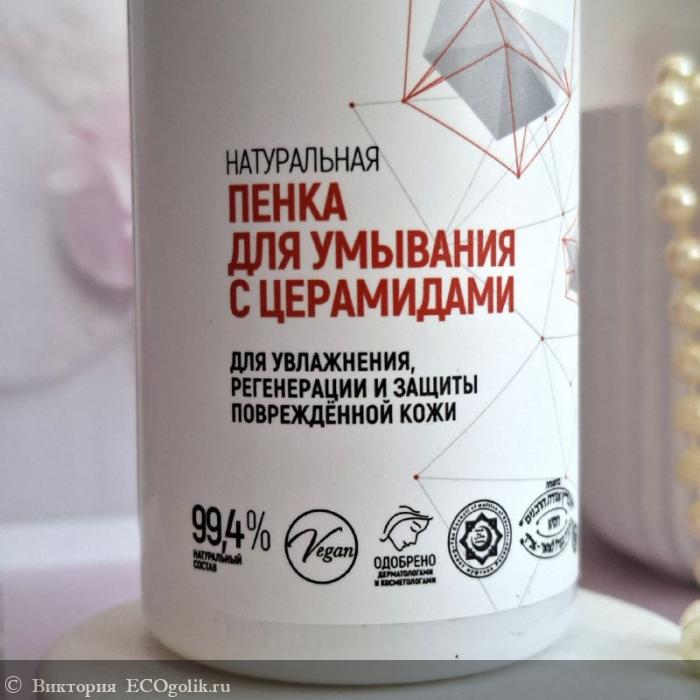 НАТУРАЛЬНАЯ
ПЕНКА
ДЛЯ УМЫВАНИЯ
С ЦЕРАМИДАМИ
ДЛЯ УВЛАЖНЕНИЯ,
РЕГЕНЕРАЦИИ И ЗАЩИТЫ
ПОВРЕЖДЁННОЙ КОЖИ
99,4%
НАТУРАЛЬНЫЙ
СОСТАВ
Vegan
ОДОБРЕНО
ДЕРМАТОЛОГАМИ
И КОСМЕТОЛОГАМИ
© Виктория ECOgolik.ru